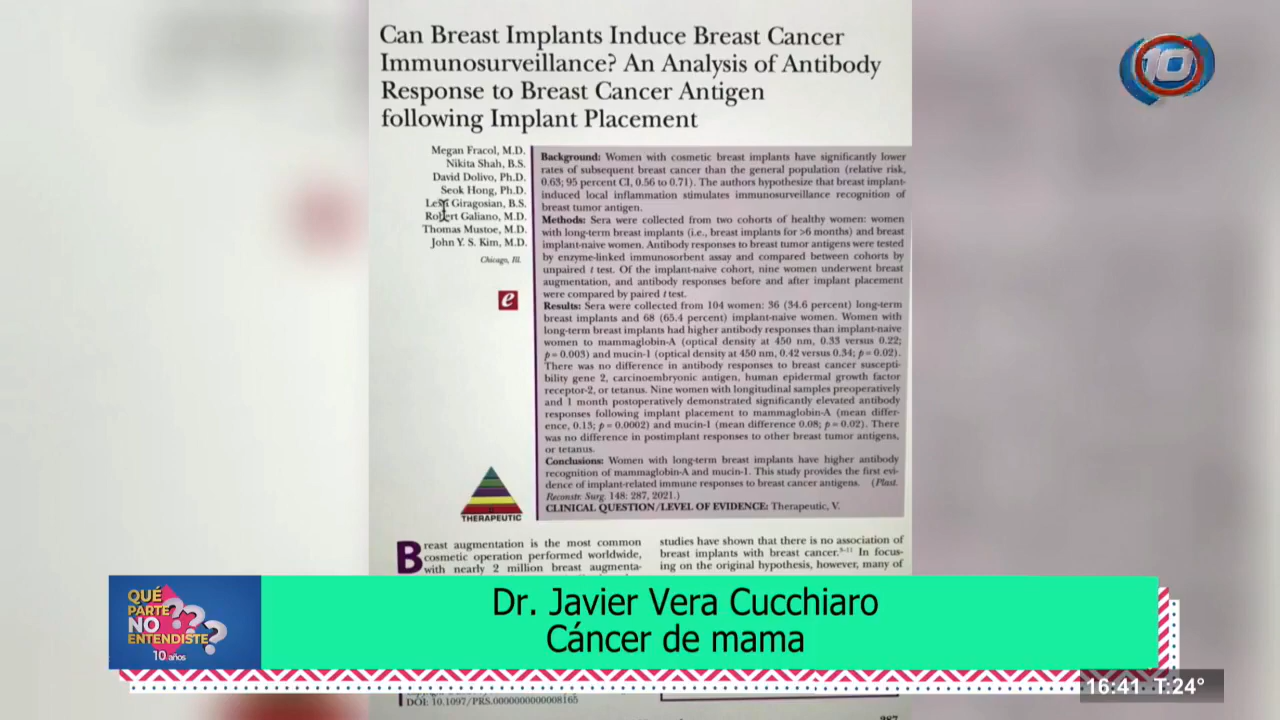 Can Breast Implants Induce Breast Cancer
Immunosurveillance? An Analysis of Antibody
Response to Breast Cancer Antigen
following Implant Placement
10
Megan Fracol, M.D.
Nikita Shah, B.S.
David Dolivo, Ph.D.
Seok Hong, Ph.D.
Giragosian, B.S.
Robert Galiano, M.D.
Thomas Mustoe, M.D.
John Y. S. Kim, M.D.
Chicago, Ill.
e
THERAPEUTIC
Background: Women with cosmetic breast implants have significantly lower
rates of subsequent breast cancer than the general population (relative risk,
0.63; 95 percent CI, 0.56 to 0.71). The authors hypothesize that breast implant-
induced local inflammation stimulates immunosurveillance recognition of
breast tumor antigen.
Methods: Sera were collected from two cohorts of healthy women: women
with long-term breast implants (i.e., breast implants for >6 months) and breast
implant-naive women. Antibody responses to breast tumor antigens were tested
by enzyme-linked immunosorbent assay and compared between cohorts by
unpaired t test. Of the implant-naive cohort, nine women underwent breast
augmentation, and antibody responses before and after implant placement
were compared by paired t test.
Results: Sera were collected from 104 women: 36 (34.6 percent) long-term
breast implants and 68 (65.4 percent) implant-naive women. Women with
long-term breast implants had higher antibody responses than implant-naive
women to mammaglobin-A (optical density at 450 nm, 0.33 versus 0.22;
p = 0.003) and mucin-1 (optical density at 450 nm, 0.42 versus 0.34; p = 0.02).
There was no difference in antibody responses to breast cancer suscepti-
bility gene 2, carcinoembryonic antigen, human epidermal growth factor
receptor-2, or tetanus. Nine women with longitudinal samples preoperatively
and 1 month postoperatively demonstrated significantly elevated antibody
responses following implant placement to mammaglobin-A (mean differ-
ence, 0.13; p = 0.0002) and mucin-1 (mean difference 0.08; p = 0.02). There
was no difference in postimplant responses to other breast tumor antigens,
or tetanus.
Conclusions: Women with long-term breast implants have higher antibody
recognition of mammaglobin-A and mucin-1. This study provides the first evi-
dence of implant-related immune responses to breast cancer antigens. (Plast.
Reconstr. Surg. 148: 287, 2021.)
CLINICAL QUESTION/LEVEL OF EVIDENCE: Therapeutic, V.
Breast augmentation is the most common
cosmetic operation performed worldwide,
with nearly 2 million breast augmenta-
studies have shown that there is no association of
breast implants with breast cancer.9-11 In focus-
ing on the original hypothesis, however, many of
QUÉ
PARTE
NO
ENTENDISTE
???
10 años
Dr. Javier Vera Cucchiaro
Cáncer de mama
16:41 T:24°
DOI: 10.1097/PRS.0000000000008165